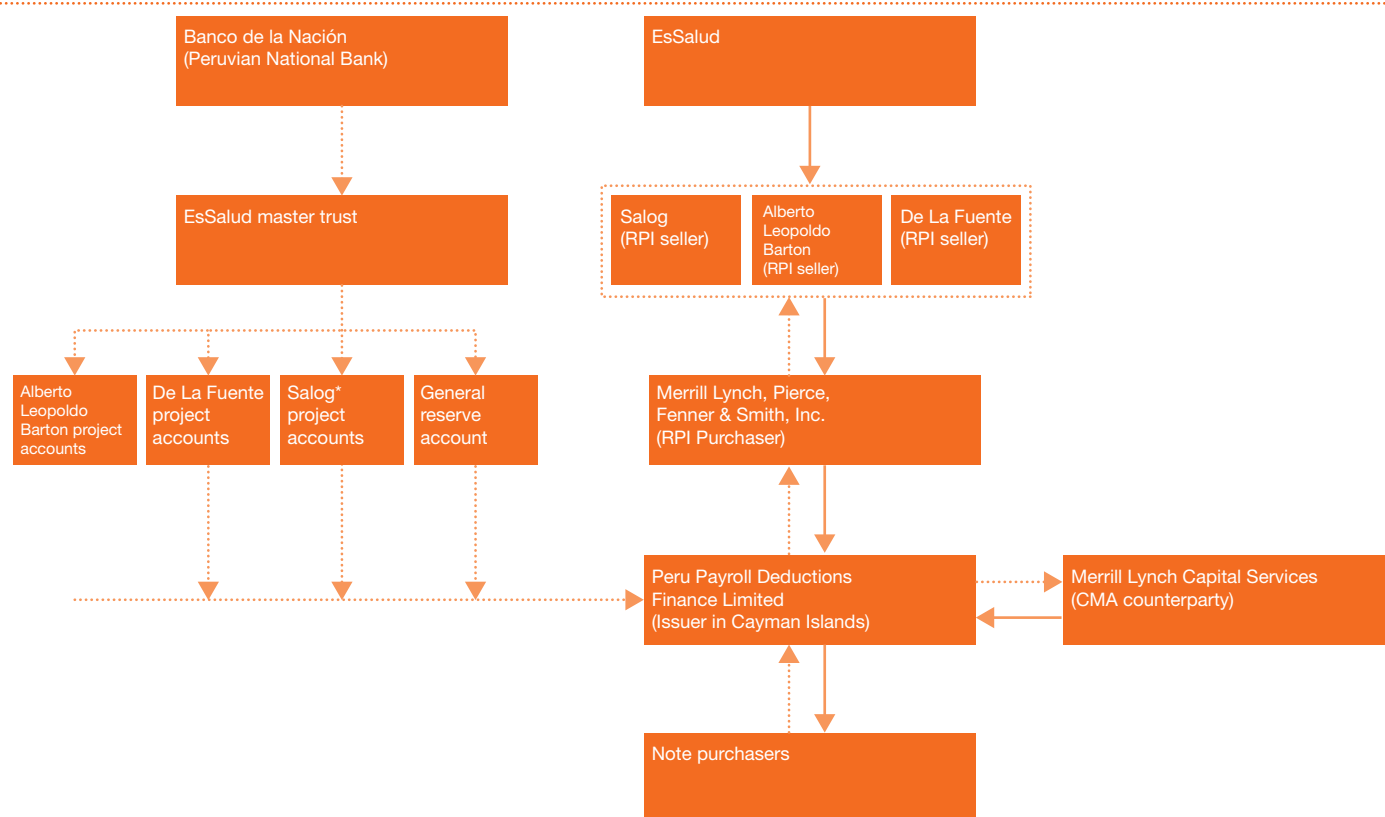 Banco de la Nación
(Peruvian National Bank)
EsSalud
EsSalud master trust
Salog
(RPI seller)
Alberto
Leopoldo
Barton
(RPI seller)
De La Fuente
(RPI seller)
Alberto
Leopoldo
Barton project
accounts
De La Fuente
project
accounts
Salog*
project
accounts
General
reserve
account
Merrill Lynch, Pierce,
Fenner & Smith, Inc.
(RPI Purchaser)
Peru Payroll Deductions
Finance Limited
(Issuer in Cayman Islands)
Merrill Lynch Capital Services
(CMA counterparty)
Note purchasers